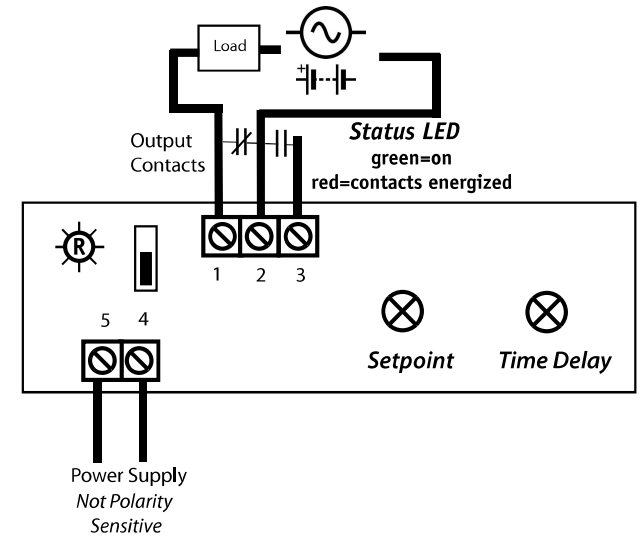 Load
+
Output
Contacts
Status LED
green=on
red=contacts energized
R
1 2 3
5 4
Setpoint
Time Delay
Power Supply
Not Polarity
Sensitive